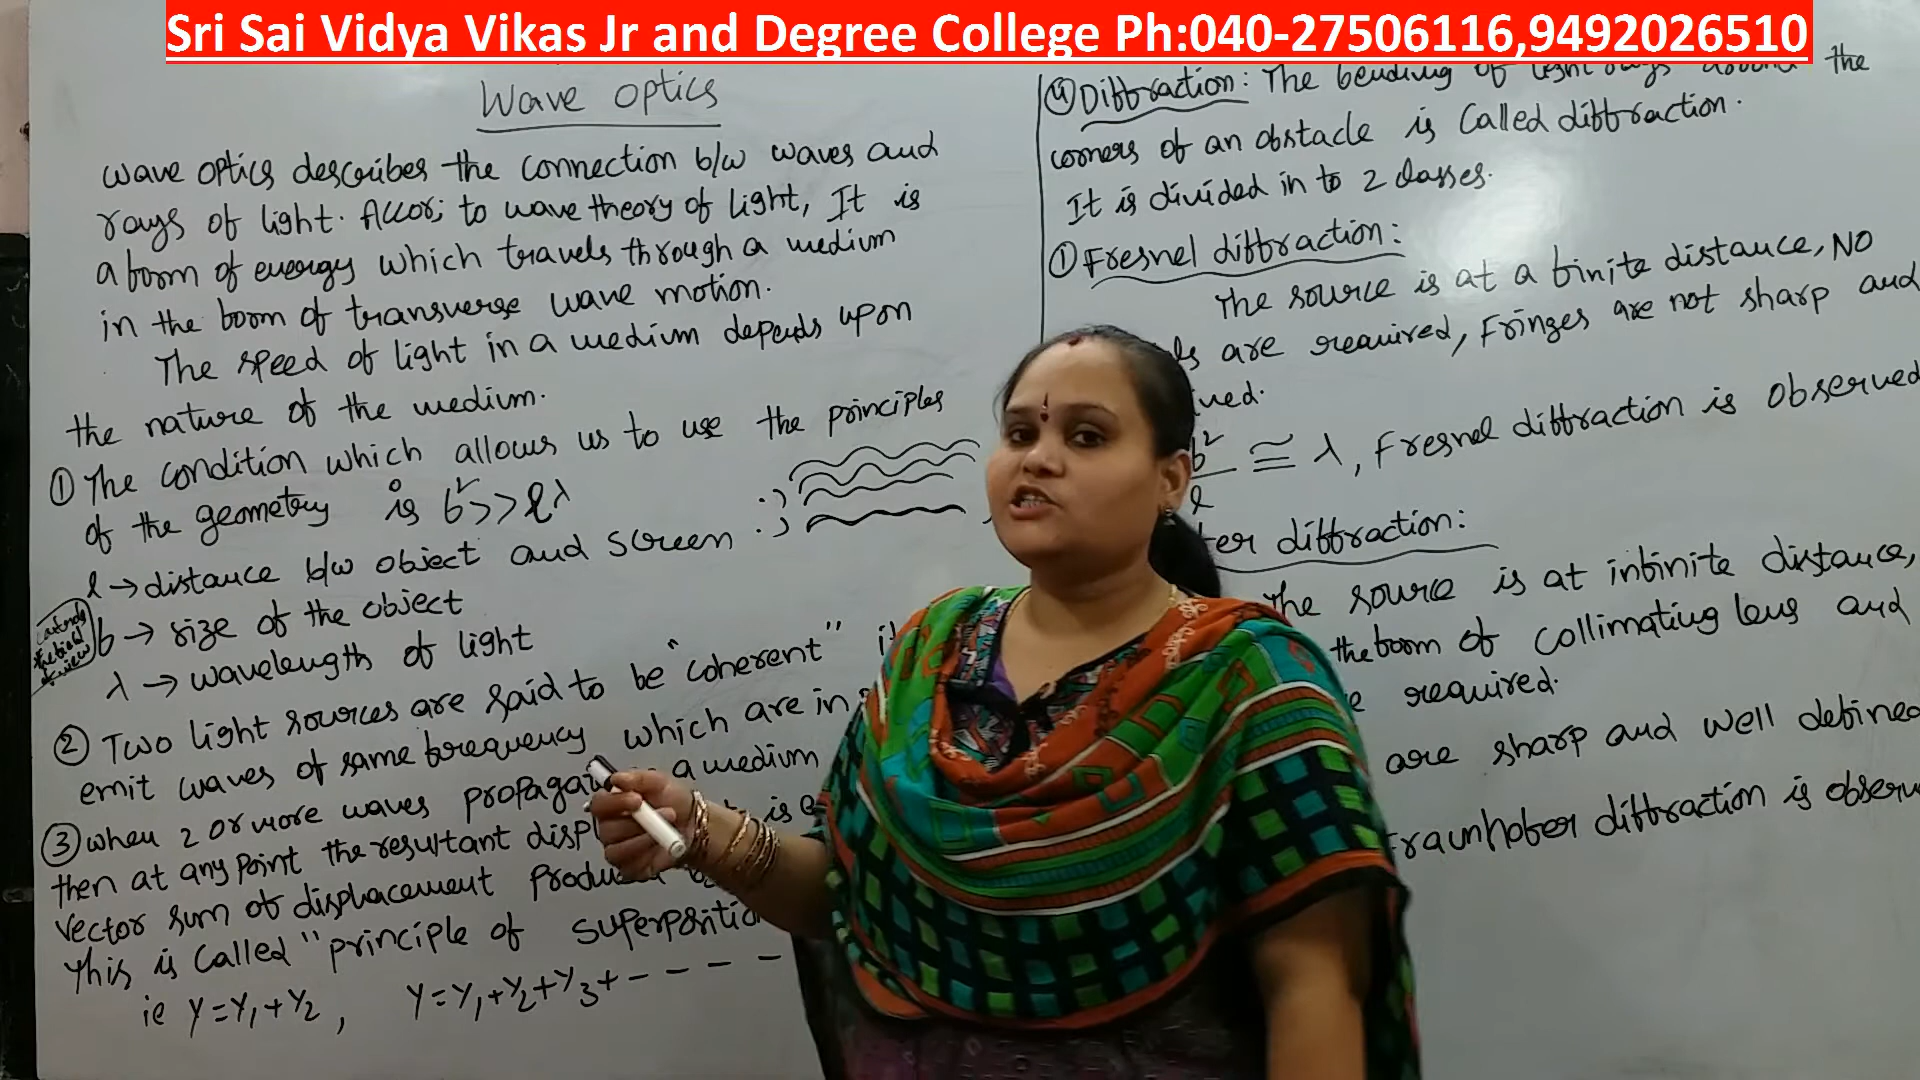 Sri Sai Vidya Vikas Jr and Degree College Ph:040-27506116,9492026510
Wave Optics
Wave optics describes the connection b/w waves and
rays of light. Accor; to wave theory of light, It is
a form of energy which travels through a medium
in the form of transverse wave motion.
The speed of light in a medium depends upon
the nature of the medium.
① The condition which allows us to use the principles
of the geometry is b²>>lλ
l → distance b/w object and screen
b → size of the object
λ → wavelength of light
② Two light sources are said to be "coherent"
emit waves of same frequency which are in
③ when 2 or more waves a medium
then at any point the resultant
vector sum of displacement
This is called "principle of
ie y=y₁+y₂, y=y₁+y₂+y₃+-----
④ Diffraction: The bending of light rays around the
corners of an obstacle is called diffraction.
It is divided in to 2 classes.
① Fresnel diffraction:
The source is at a finite distance, No
are required, Fringes are not sharp and
b²/l ≅ λ, Fresnel diffraction is observed
diffraction:
The source is at infinite distance,
the form of collimating lens and
required.
are sharp and well defined
Fraunhofer diffraction is